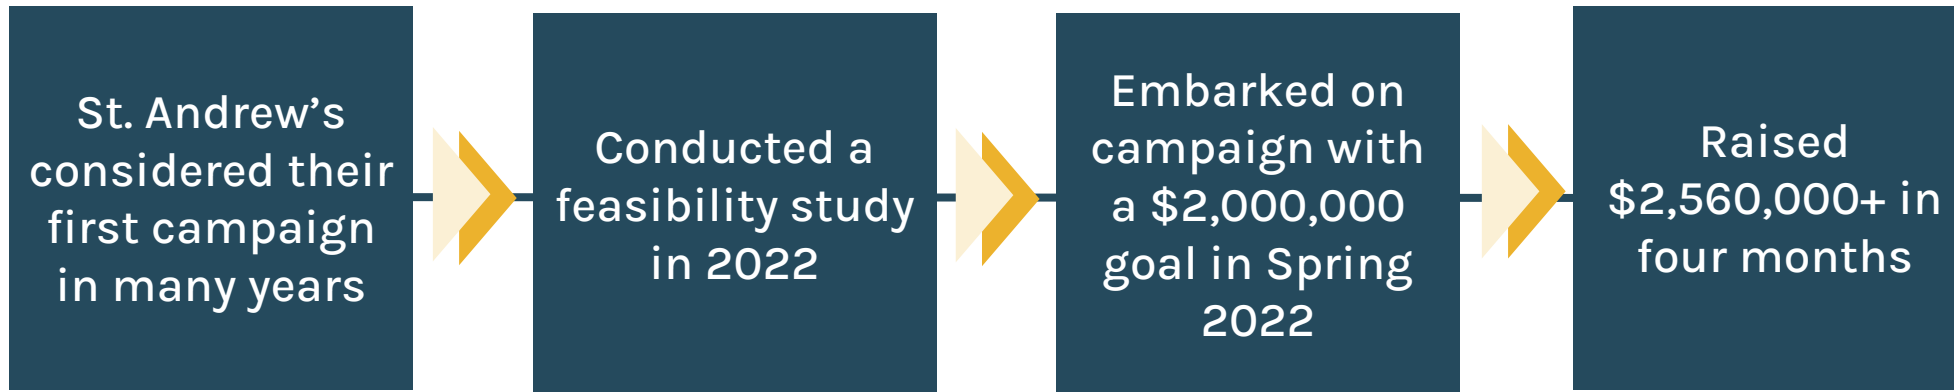 St. Andrew’s
considered their
first campaign
in many years
Conducted a
feasibility study
in 2022
Embarked on
campaign with
a $2,000,000
goal in Spring
2022
Raised
$2,560,000+ in
four months